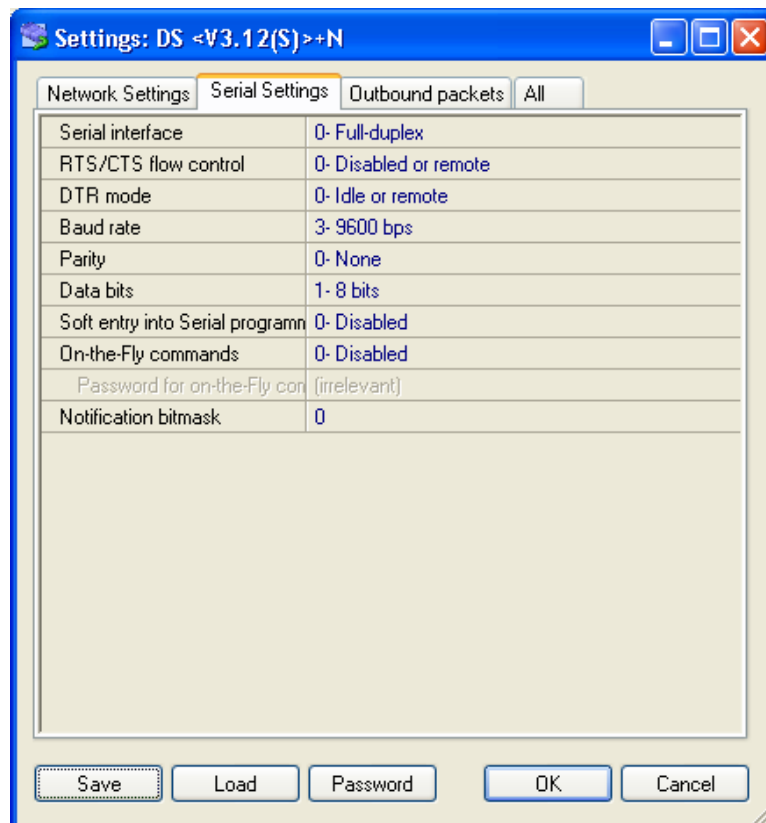 Settings: DS <V3.12(S)>+N
Network Settings Serial Settings Outbound packets All
Serial interface 0- Full-duplex
RTS/CTS flow control 0- Disabled or remote
DTR mode 0- Idle or remote
Baud rate 3- 9600 bps
Parity 0- None
Data bits 1- 8 bits
Soft entry into Serial programn 0- Disabled
On-the-Fly commands 0- Disabled
Password for on-the-Fly con (irrelevant)
Notification bitmask 0
Save Load Password OK Cancel